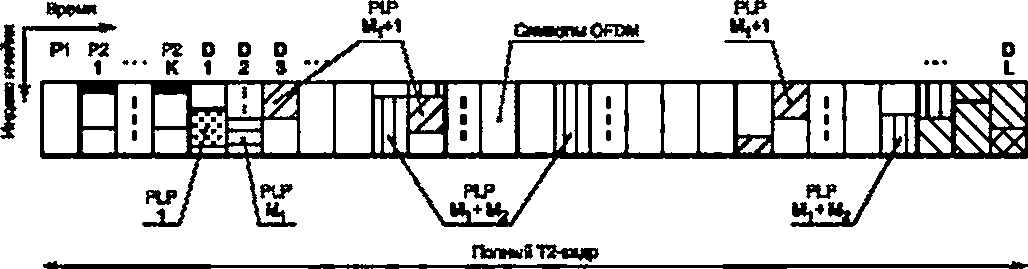 Время
Индекс ячейки
P1 P2 1 ... P2 K D 1 D 2 D 3 ... ... D L
PLP M₁+1
Символы OFDM
PLP M₁+1
PLP 1
PLP M₁
PLP M₁+M₂
PLP M₁+M₂
Полный T2-кадр